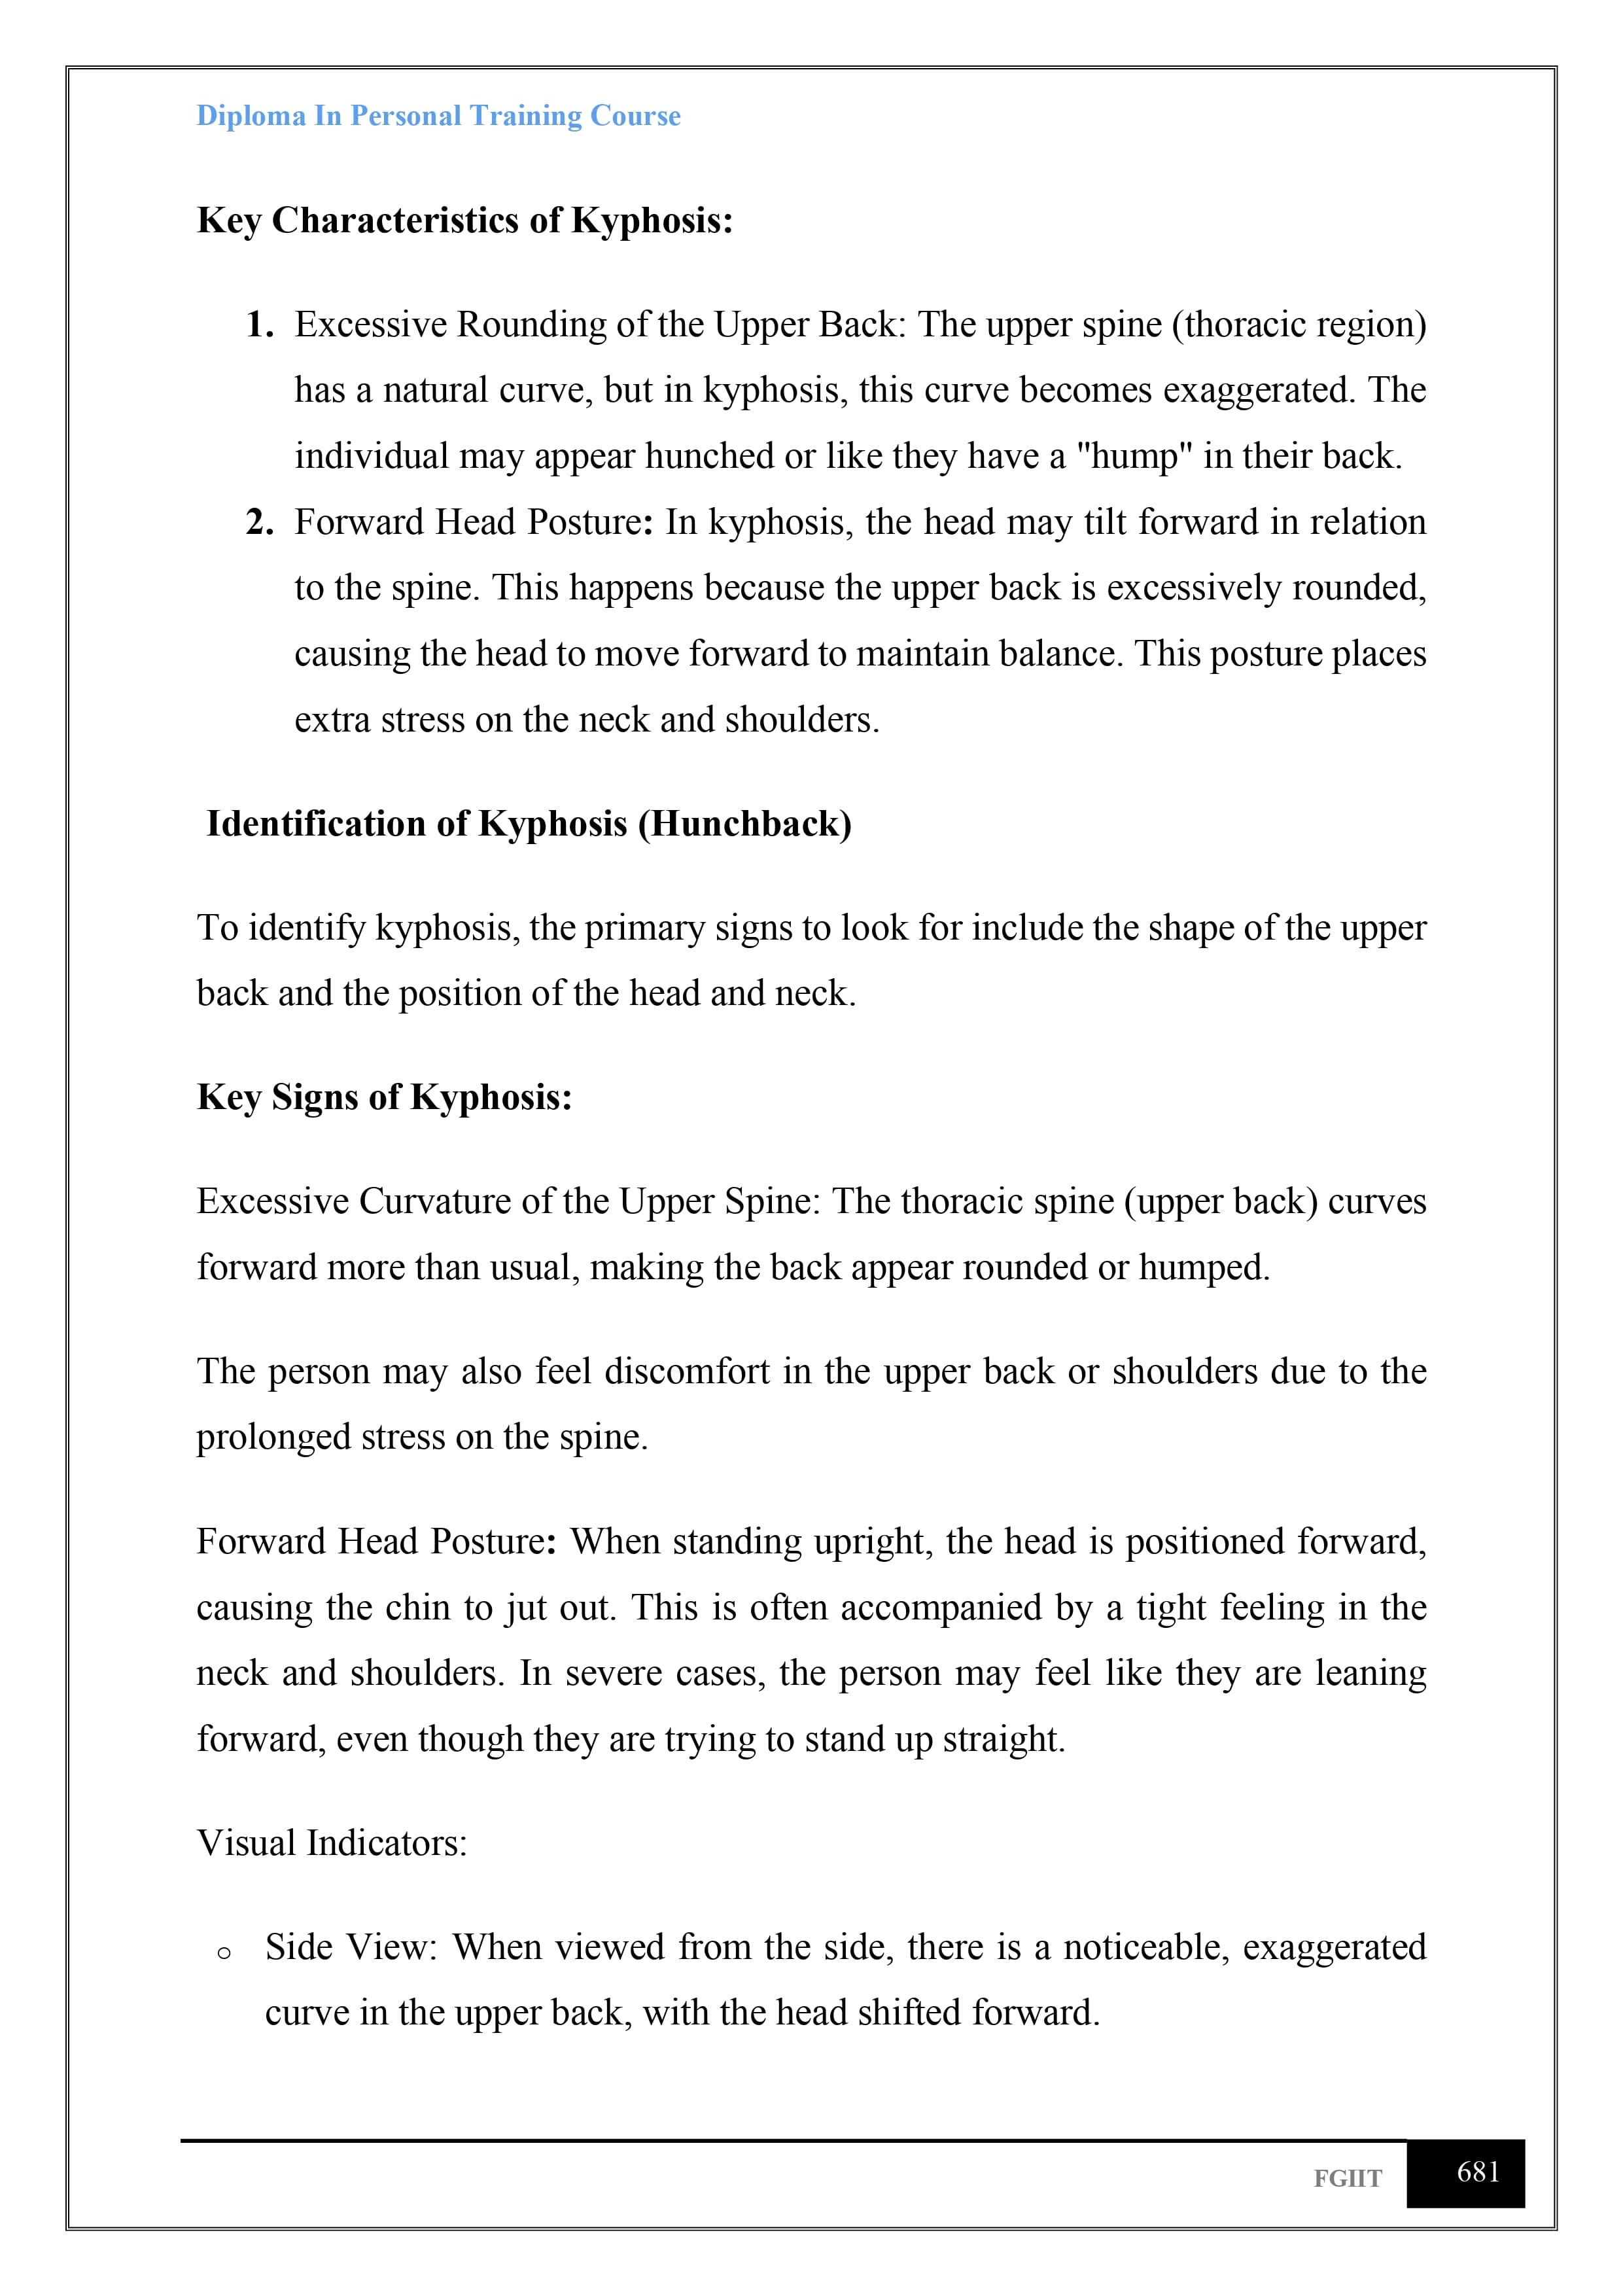 Diploma In Personal Training Course
Key Characteristics of Kyphosis:
1. Excessive Rounding of the Upper Back: The upper spine (thoracic region)
has a natural curve, but in kyphosis, this curve becomes exaggerated. The
individual may appear hunched or like they have a "hump" in their back.
2. Forward Head Posture: In kyphosis, the head may tilt forward in relation
to the spine. This happens because the upper back is excessively rounded,
causing the head to move forward to maintain balance. This posture places
extra stress on the neck and shoulders.
Identification of Kyphosis (Hunchback)
To identify kyphosis, the primary signs to look for include the shape of the upper
back and the position of the head and neck.
Key Signs of Kyphosis:
Excessive Curvature of the Upper Spine: The thoracic spine (upper back) curves
forward more than usual, making the back appear rounded or humped.
The person may also feel discomfort in the upper back or shoulders due to the
prolonged stress on the spine.
Forward Head Posture: When standing upright, the head is positioned forward,
causing the chin to jut out. This is often accompanied by a tight feeling in the
neck and shoulders. In severe cases, the person may feel like they are leaning
forward, even though they are trying to stand up straight.
Visual Indicators:
○ Side View: When viewed from the side, there is a noticeable, exaggerated
curve in the upper back, with the head shifted forward.
FGIIT 681